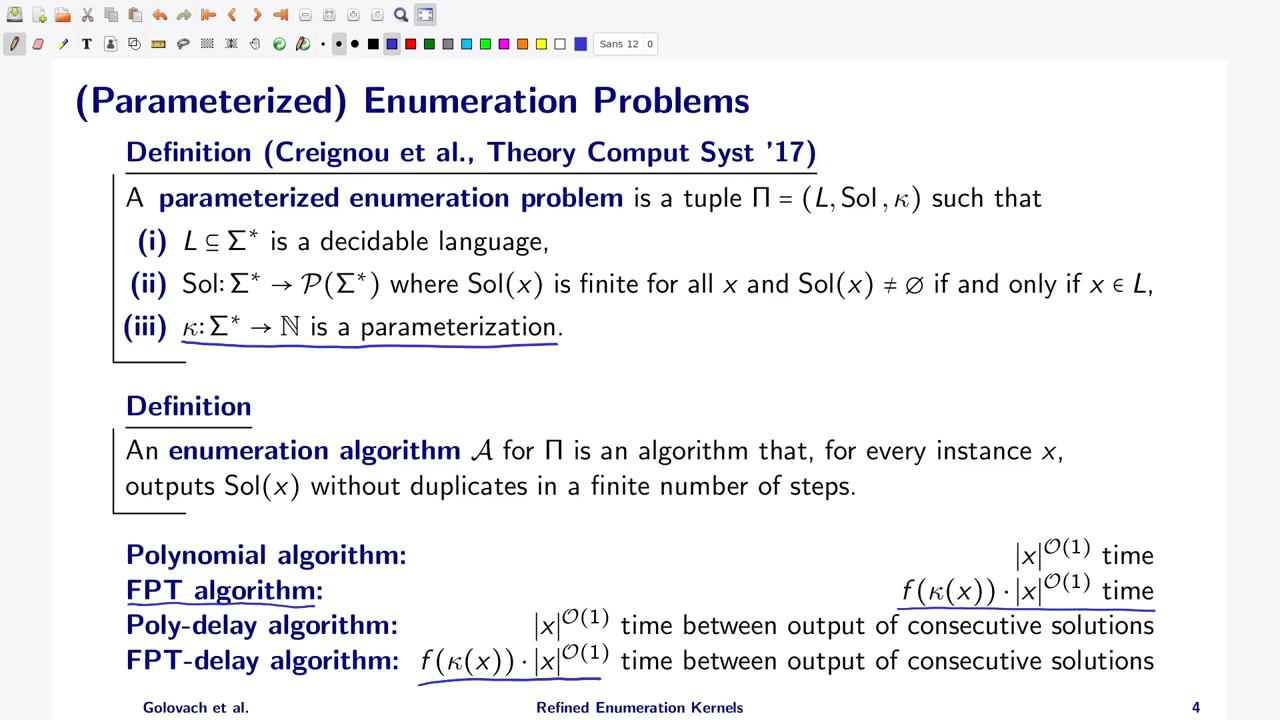 Sans 12 0
(Parameterized) Enumeration Problems
Definition (Creignou et al., Theory Comput Syst ’17)
A parameterized enumeration problem is a tuple Π = (L, Sol, κ) such that
(i) L ⊆ Σ* is a decidable language,
(ii) Sol: Σ* → 𝒫(Σ*) where Sol(x) is finite for all x and Sol(x) ≠ ∅ if and only if x ∈ L,
(iii) κ: Σ* → ℕ is a parameterization.
Definition
An enumeration algorithm 𝒜 for Π is an algorithm that, for every instance x,
outputs Sol(x) without duplicates in a finite number of steps.
Polynomial algorithm: |x|^𝒪(1) time
FPT algorithm: f(κ(x)) · |x|^𝒪(1) time
Poly-delay algorithm: |x|^𝒪(1) time between output of consecutive solutions
FPT-delay algorithm: f(κ(x)) · |x|^𝒪(1) time between output of consecutive solutions
Golovach et al. Refined Enumeration Kernels 4